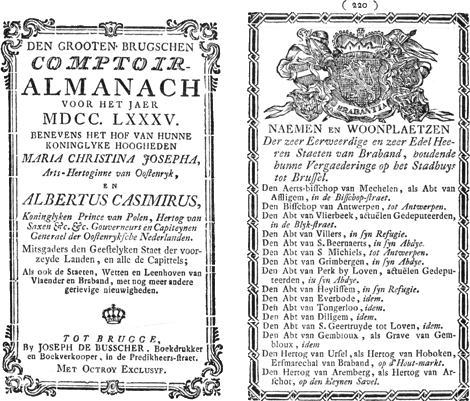 DEN GROOTEN BRUGSCHEN
COMPTOIR-
ALMANACH
VOOR HET JAER
MDCC. LXXXV.
BENEVENS HET HOF VAN HUNNE
KONINGLYKE HOOGHEDEN
MARIA CHRISTINA JOSEPHA,
Arts-Hertoginne van Oostenryk,
EN
ALBERTUS CASIMIRUS,
Koninglyken Prince van Polen, Hertog van
Saxen &c. &c. Gouverneurs en Capiteynen
Generael der Oostenryksche Nederlanden.
Mitsgaders den Geestelyken Staet der voor-
zeyde Landen, en alle de Capittels;
Als ook de Staeten, Wetten en Leenhoven van
Vlaender en Braband, met nog meer andere
gerievige nieuwigheden.
TOT BRUGGE,
By JOSEPH DE BUSSCHER, Boekdrukker
en Boekverkooper, in de Predikheers-straet.
MET OCTROY EXCLUSYF.
( 220 )
BRABANTIA
NAEMEN EN WOONPLAETZEN
Der zeer Eerweerdige en zeer Edel Hee-
ren Staeten van Braband, houdende
hunne Vergaederinge op het Stadhuys
tot Brussel.
Den Aerts-bisschop van Mechelen, als Abt van
Affligem, in de Bisschop-straet.
Den Bisschop van Antwerpen, tot Antwerpen.
Den Abt van Vlierbeek, actuëlen Gedeputeerden,
in de Blyk-straet.
Den Abt van Villers, in syn Refugie.
Den Abt van S. Beernaerts, in syn Abdye.
Den Abt van S Michiels, tot Antwerpen.
Den Abt van Grimbergen, in syn Abdye.
Den Abt van Perk by Loven, actuëlen Gedepu-
teerden, in syn Abdye.
Den Abt van Heylissem, in syn Refugie.
Den Abt van Everbode, idem.
Den Abt van Tongerloo, idem.
Den Abt van Diligem, idem.
Den Abt van S. Geertruyde tot Loven, idem.
Den Abt van Gembloux, als Grave van Gem-
bloux, idem
Den Hertog van Ursel, als Hertog van Hoboken,
Erfmarechal van Braband, op d'Hout-markt.
Den Hertog van Aremberg, als Hertog van Ar-
schot, op den kleynen Savel.